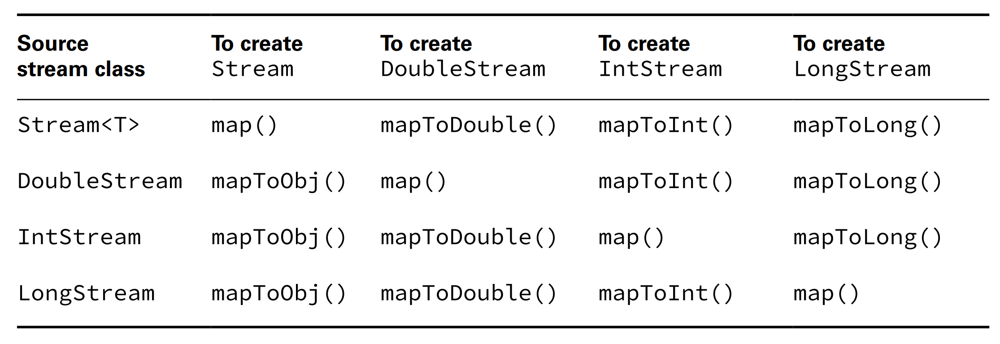 Source To create To create To create To create
stream class Stream DoubleStream IntStream LongStream
Stream<T> map() mapToDouble() mapToInt() mapToLong()
DoubleStream mapToObj() map() mapToInt() mapToLong()
IntStream mapToObj() mapToDouble() map() mapToLong()
LongStream mapToObj() mapToDouble() mapToInt() map()